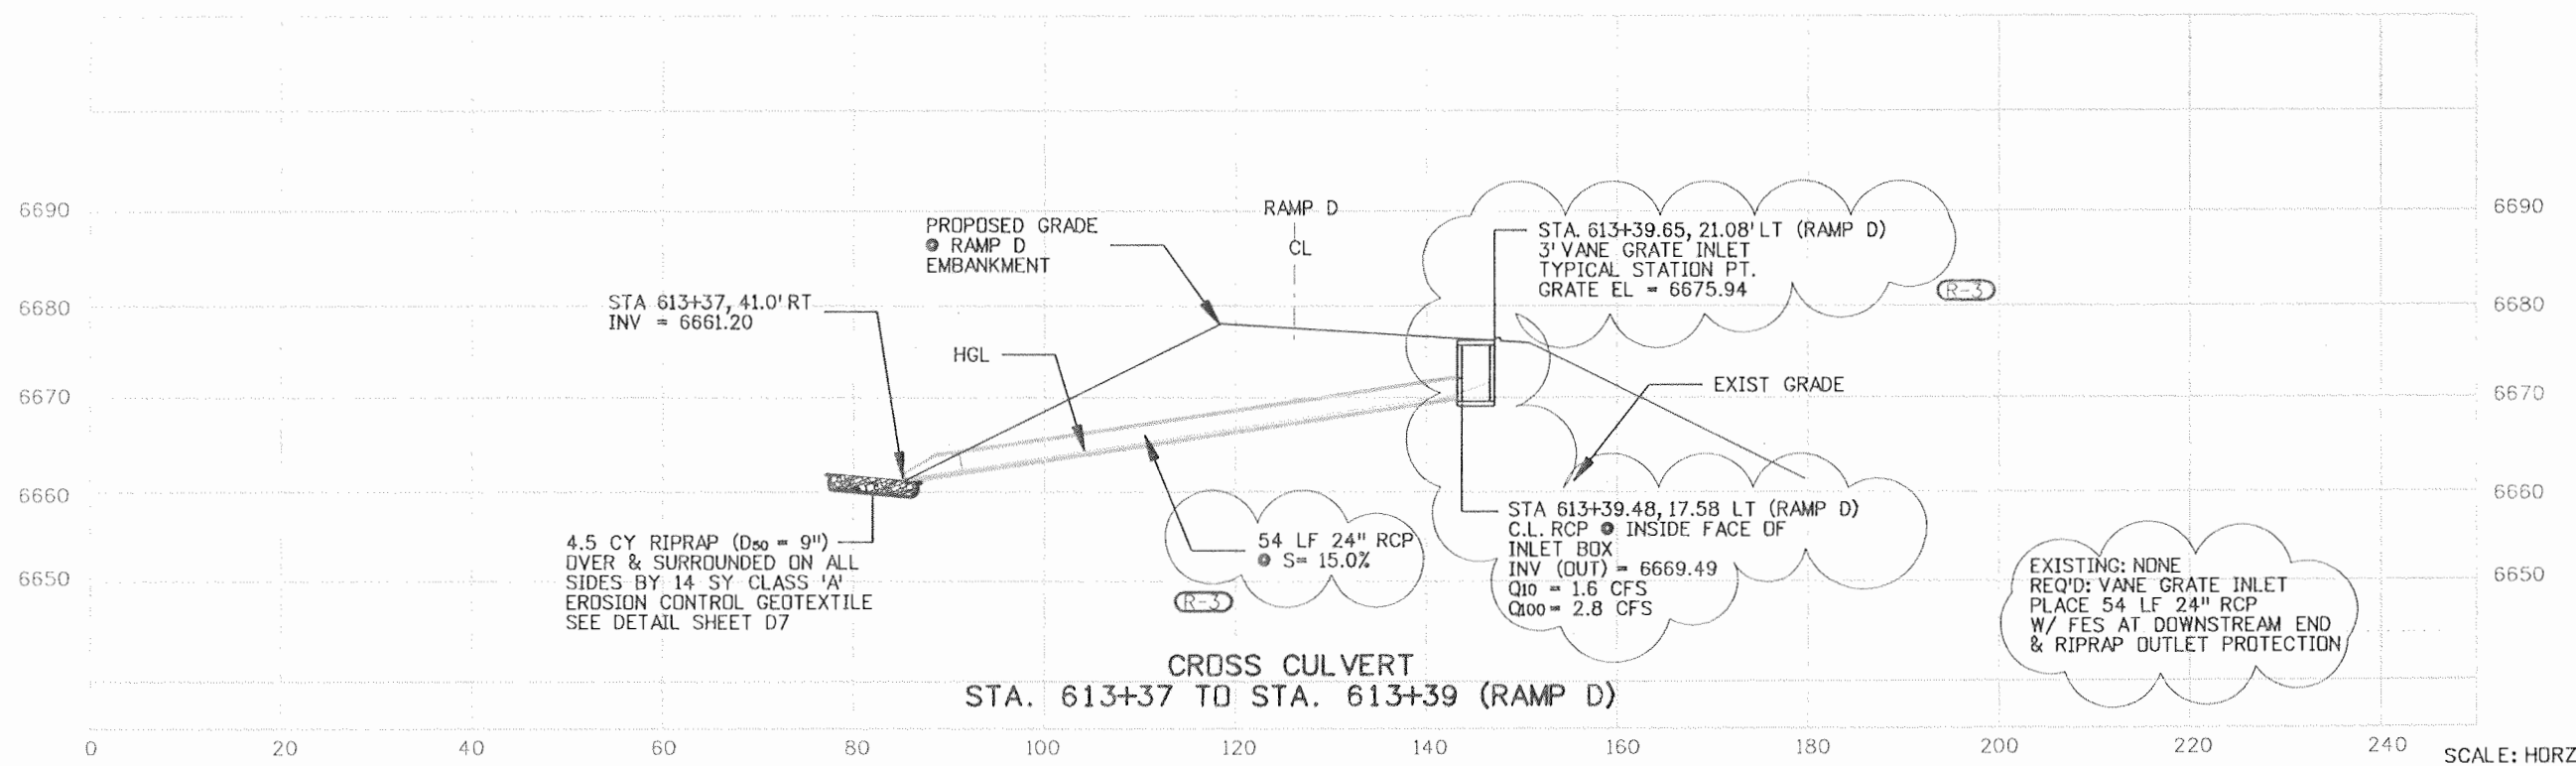 6690
6680
6670
6660
6650
6690
6680
6670
6660
6650
RAMP D
CL
PROPOSED GRADE
@ RAMP D
EMBANKMENT
STA 613+37, 41.0' RT
INV = 6661.20
HGL
STA. 613+39.65, 21.08' LT (RAMP D)
3' VANE GRATE INLET
TYPICAL STATION PT.
GRATE EL = 6675.94
R-3
EXIST GRADE
STA 613+39.48, 17.58 LT (RAMP D)
C.L. RCP @ INSIDE FACE OF
INLET BOX
INV (OUT) = 6669.49
Q10 = 1.6 CFS
Q100 = 2.8 CFS
54 LF 24" RCP
@ S= 15.0%
R-3
4.5 CY RIPRAP (D50 = 9")
OVER & SURROUNDED ON ALL
SIDES BY 14 SY CLASS 'A'
EROSION CONTROL GEOTEXTILE
SEE DETAIL SHEET D7
EXISTING: NONE
REQ'D: VANE GRATE INLET
PLACE 54 LF 24" RCP
W/ FES AT DOWNSTREAM END
& RIPRAP OUTLET PROTECTION
CROSS CULVERT
STA. 613+37 TO STA. 613+39 (RAMP D)
0 20 40 60 80 100 120 140 160 180 200 220 240
SCALE: HORZ